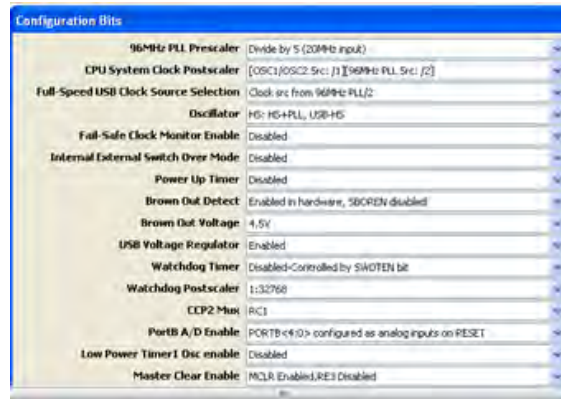 Configuration Bits
96MHz PLL Prescaler Divide by 5 (20MHz input)
CPU System Clock Postscaler [OSC1/OSC2 Src: /1][96MHz PLL Src: /2]
Full-Speed USB Clock Source Selection Clock src from 96MHz PLL/2
Oscillator HS: HS+PLL, USB-HS
Fail-Safe Clock Monitor Enable Disabled
Internal External Switch Over Mode Disabled
Power Up Timer Disabled
Brown Out Detect Enabled in hardware, SBOREN disabled
Brown Out Voltage 4.5V
USB Voltage Regulator Enabled
Watchdog Timer Disabled-Controlled by SWDTEN bit
Watchdog Postscaler 1:32768
CCP2 Mux RC1
PortB A/D Enable PORTB<4:0> configured as analog inputs on RESET
Low Power Timer1 Osc enable Disabled
Master Clear Enable MCLR Enabled,RE3 Disabled